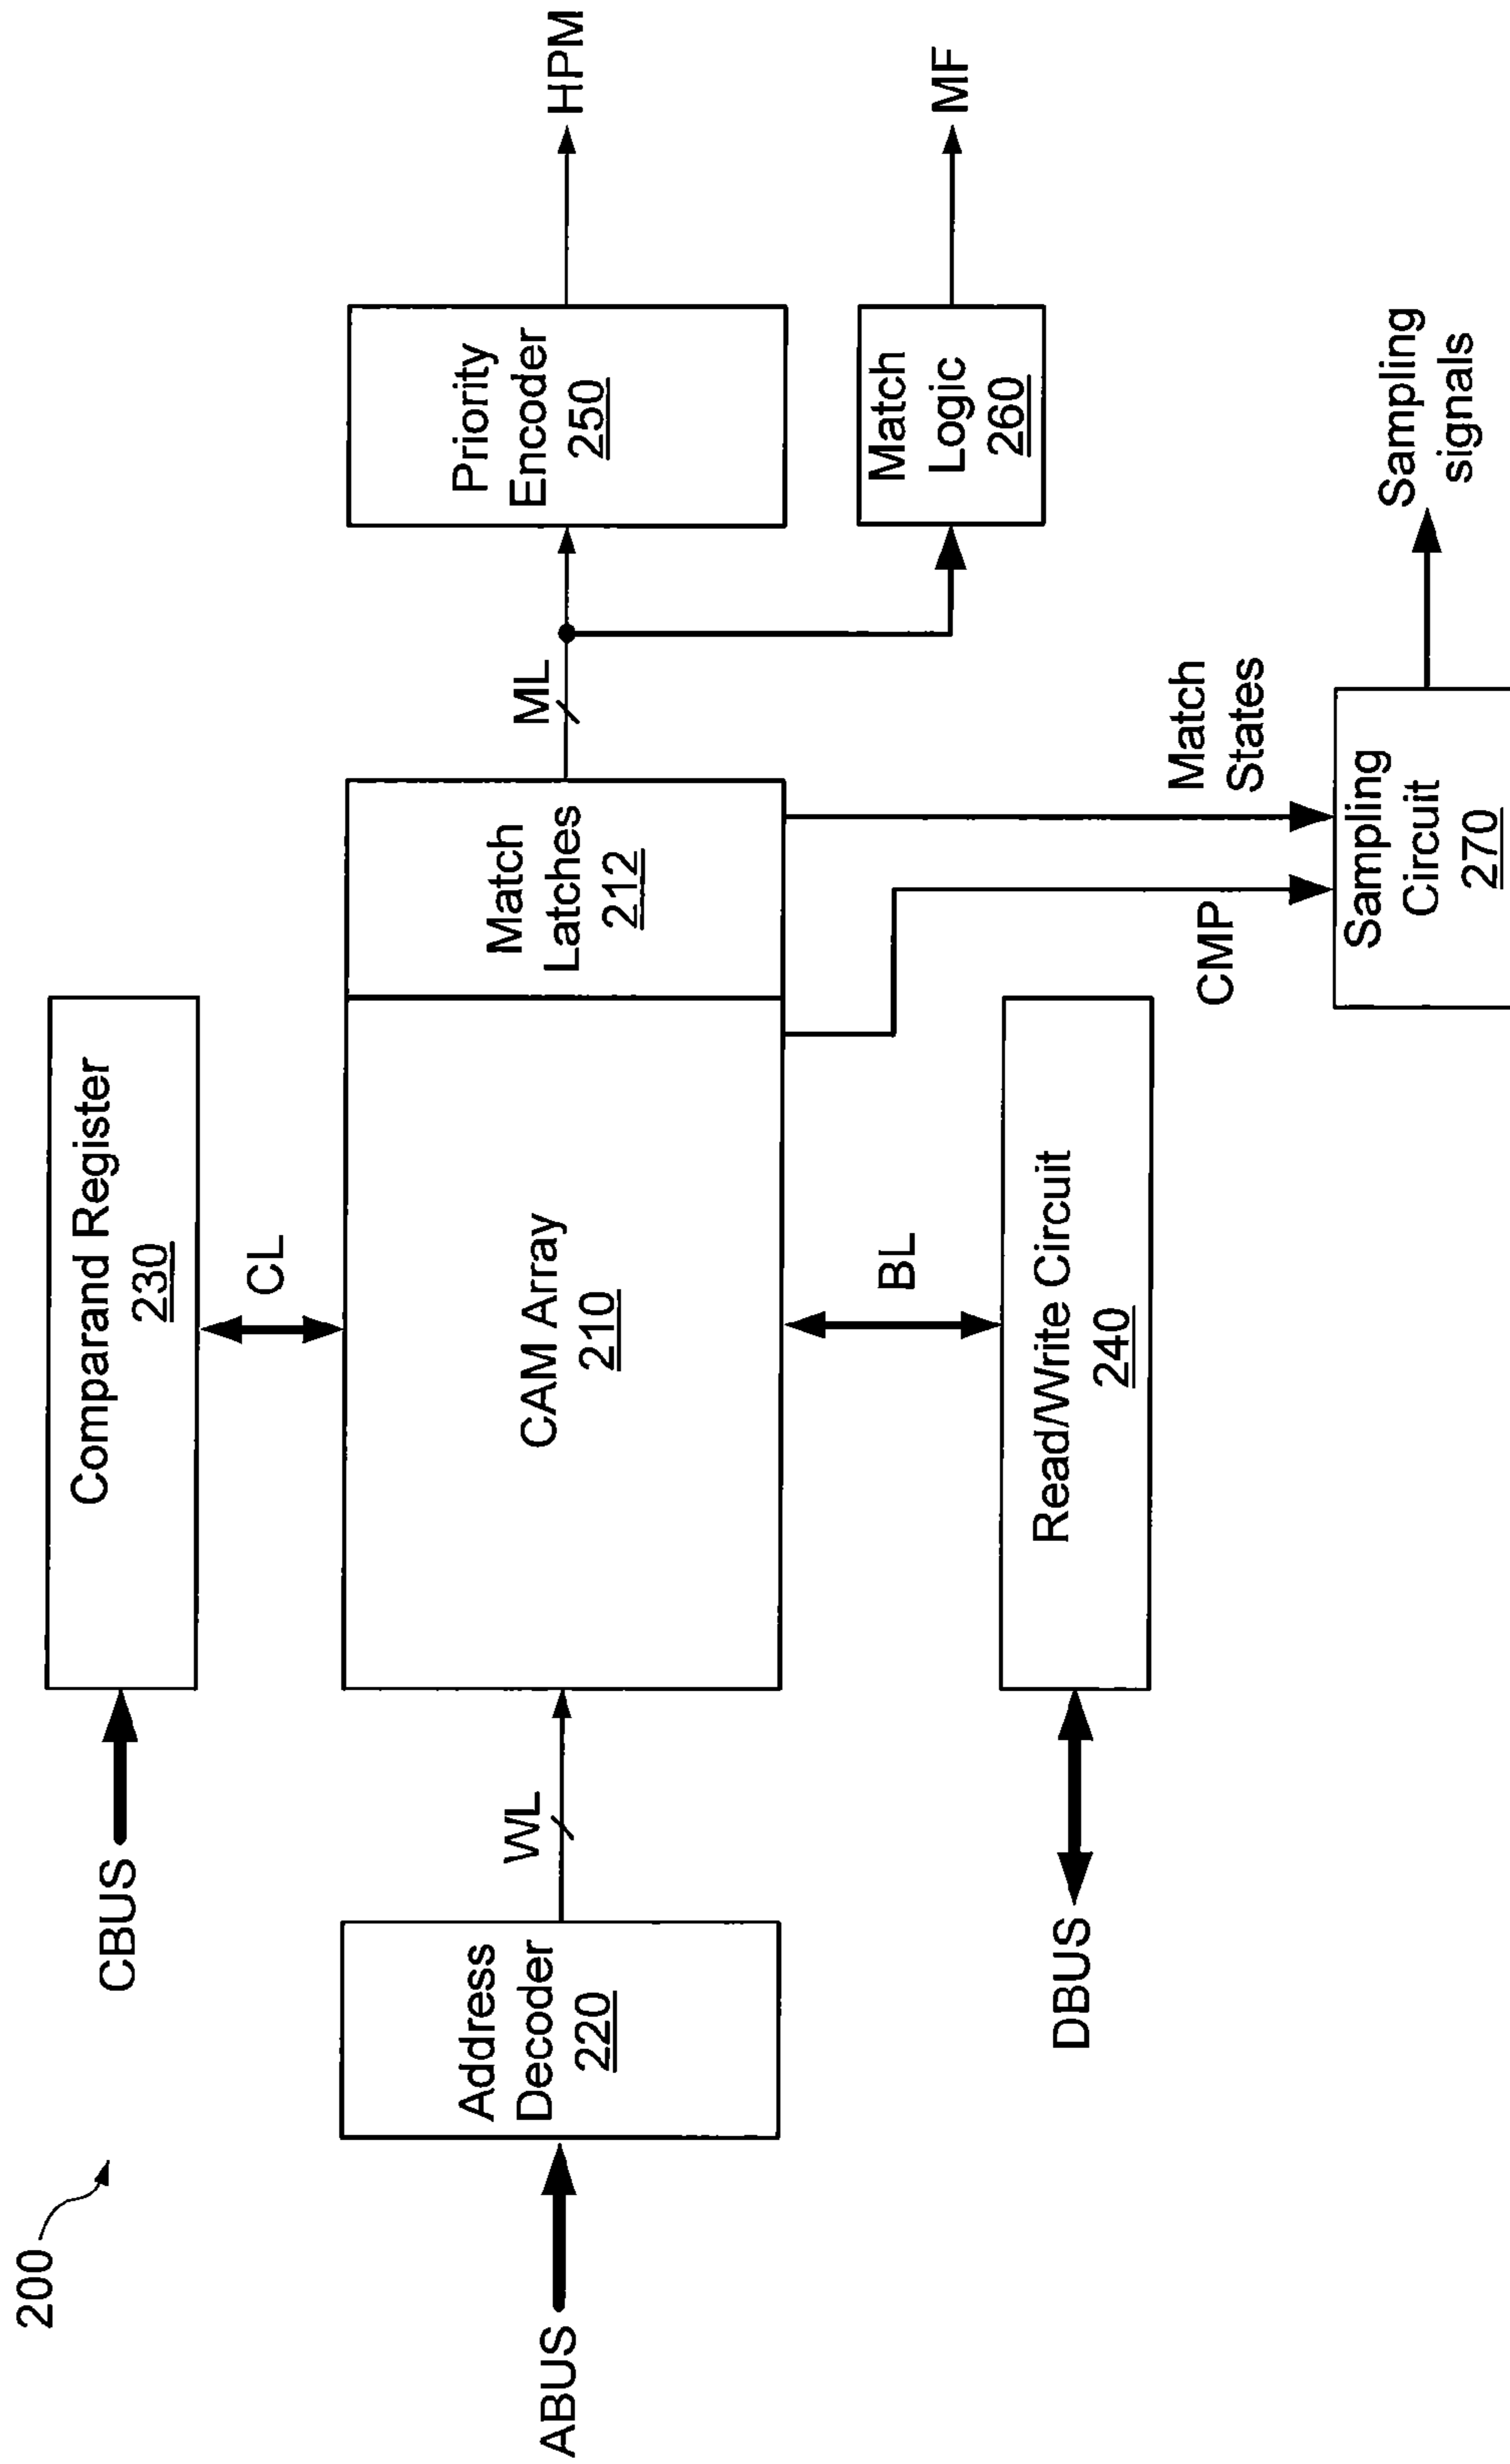 200
CBUS
Comparand Register
230
CL
ABUS
Address
Decoder
220
WL
CAM Array
210
Match
Latches
212
ML
Priority
Encoder
250
HPM
Match
Logic
260
MF
BL
DBUS
Read/Write Circuit
240
CMP
Match
States
Sampling
Circuit
270
Sampling
signals